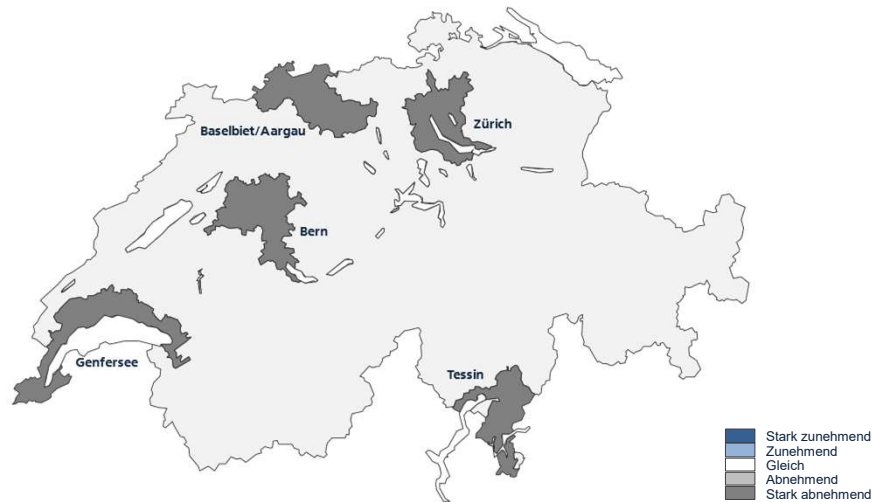 Baselbiet/Aargau
Zürich
Bern
Genfersee
Tessin
Stark zunehmend
Zunehmend
Gleich
Abnehmend
Stark abnehmend